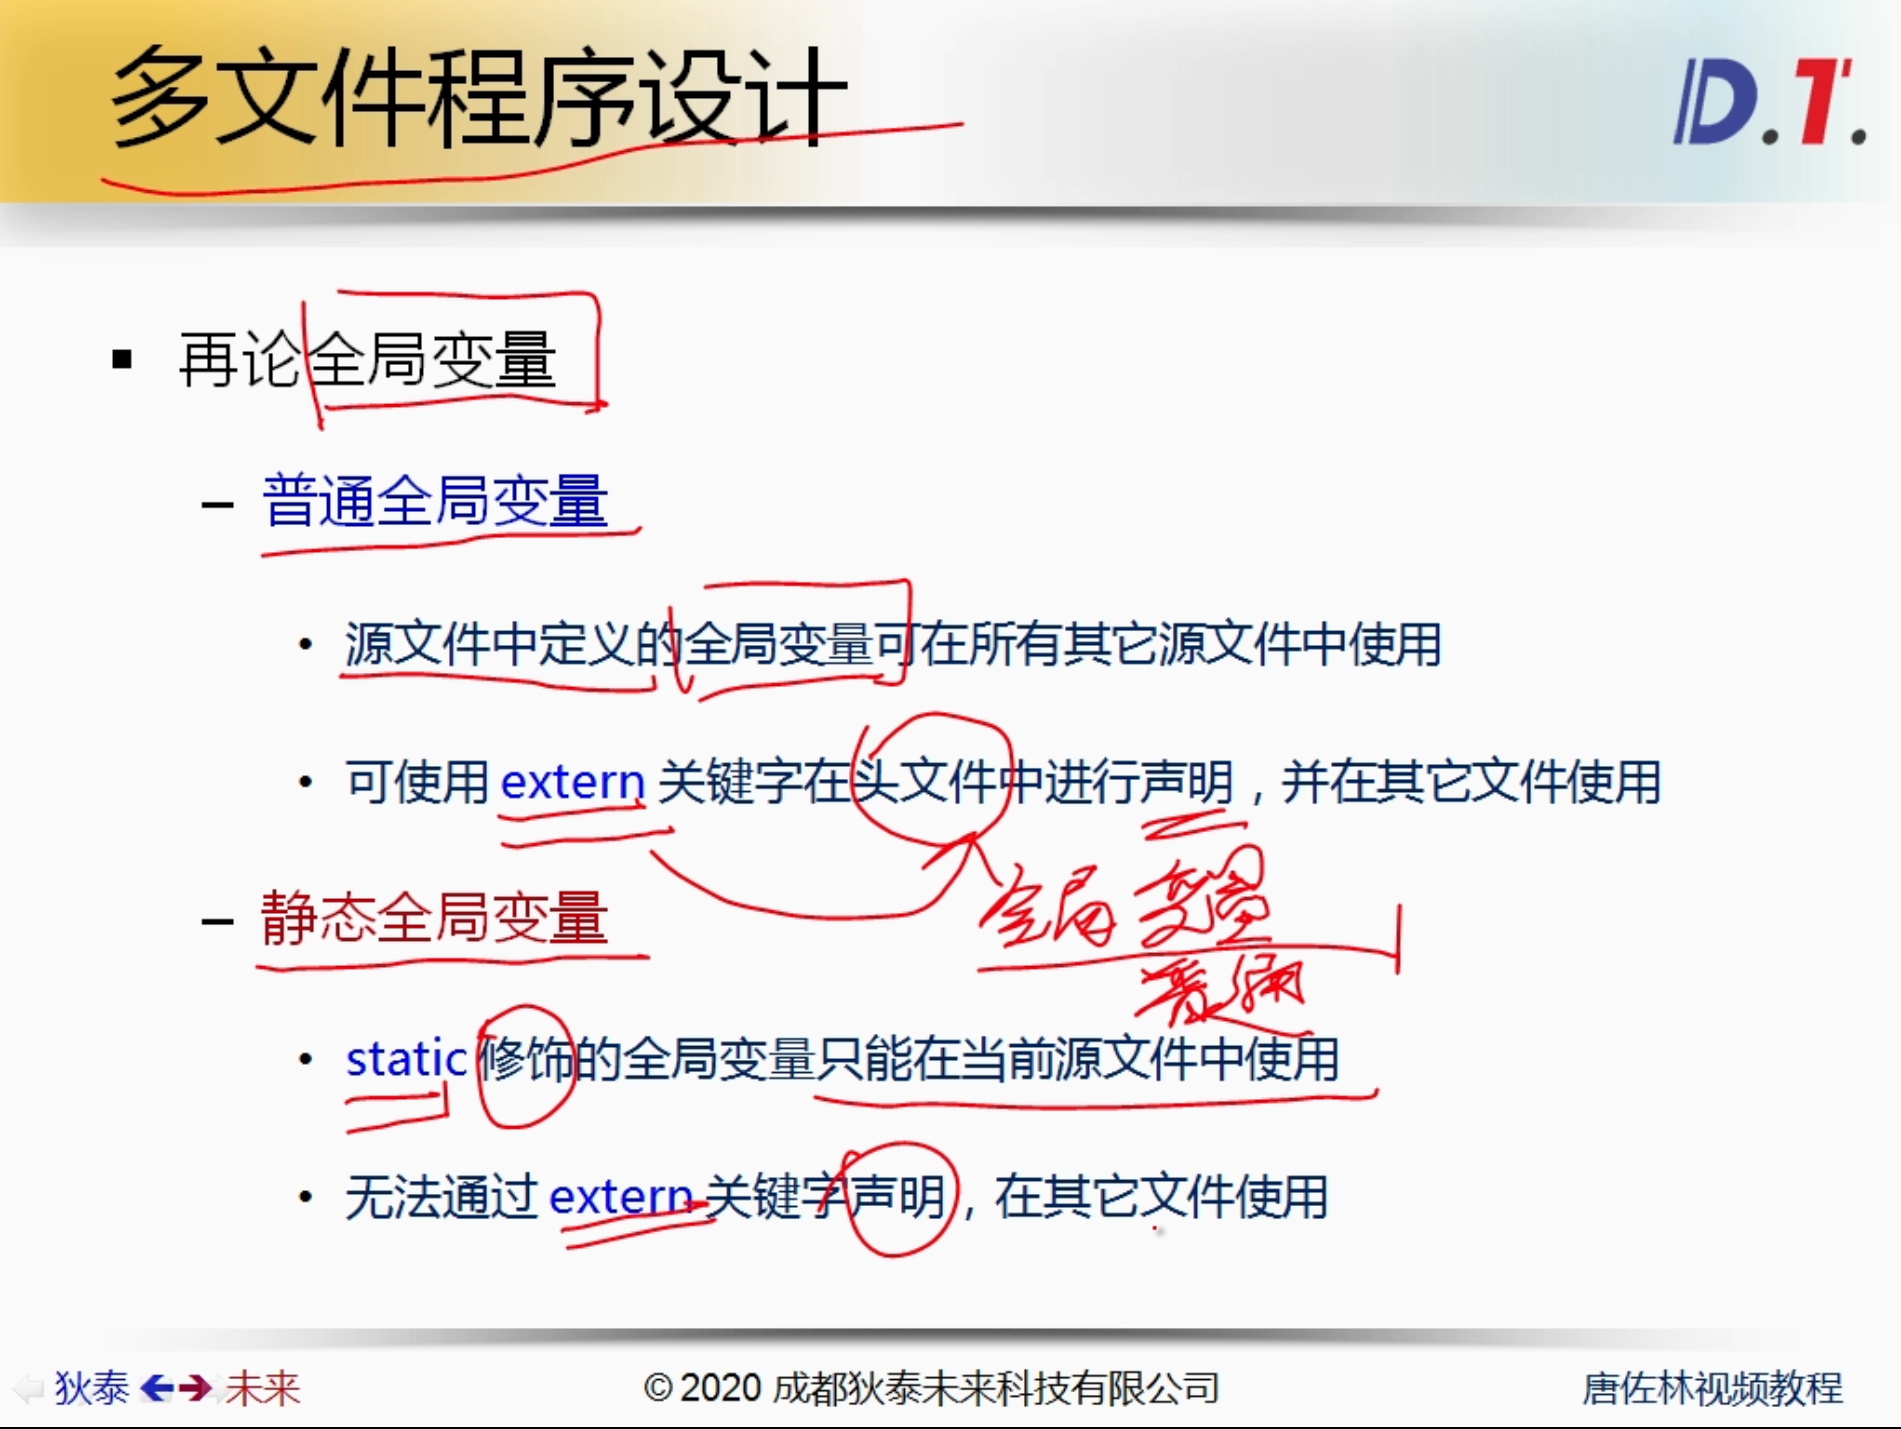 多文件程序设计
D.T.
▪ 再论全局变量
– 普通全局变量
• 源文件中定义的全局变量可在所有其它源文件中使用
• 可使用 extern 关键字在头文件中进行声明，并在其它文件使用
全局变量
– 静态全局变量
普通
• static 修饰的全局变量只能在当前源文件中使用
• 无法通过 extern 关键字声明，在其它文件使用
狄泰 未来
© 2020 成都狄泰未来科技有限公司
唐佐林视频教程